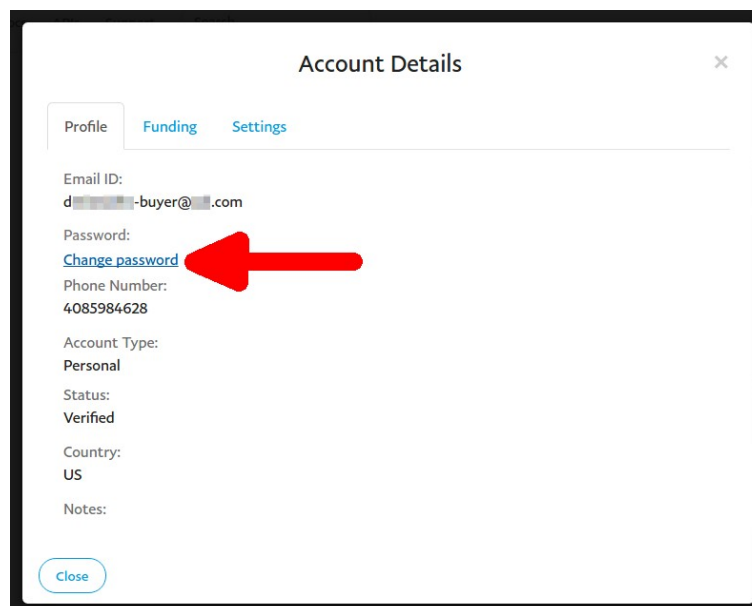 Account Details
×
Profile Funding Settings
Email ID:
d -buyer@ .com
Password:
Change password
Phone Number:
4085984628
Account Type:
Personal
Status:
Verified
Country:
US
Notes:
Close